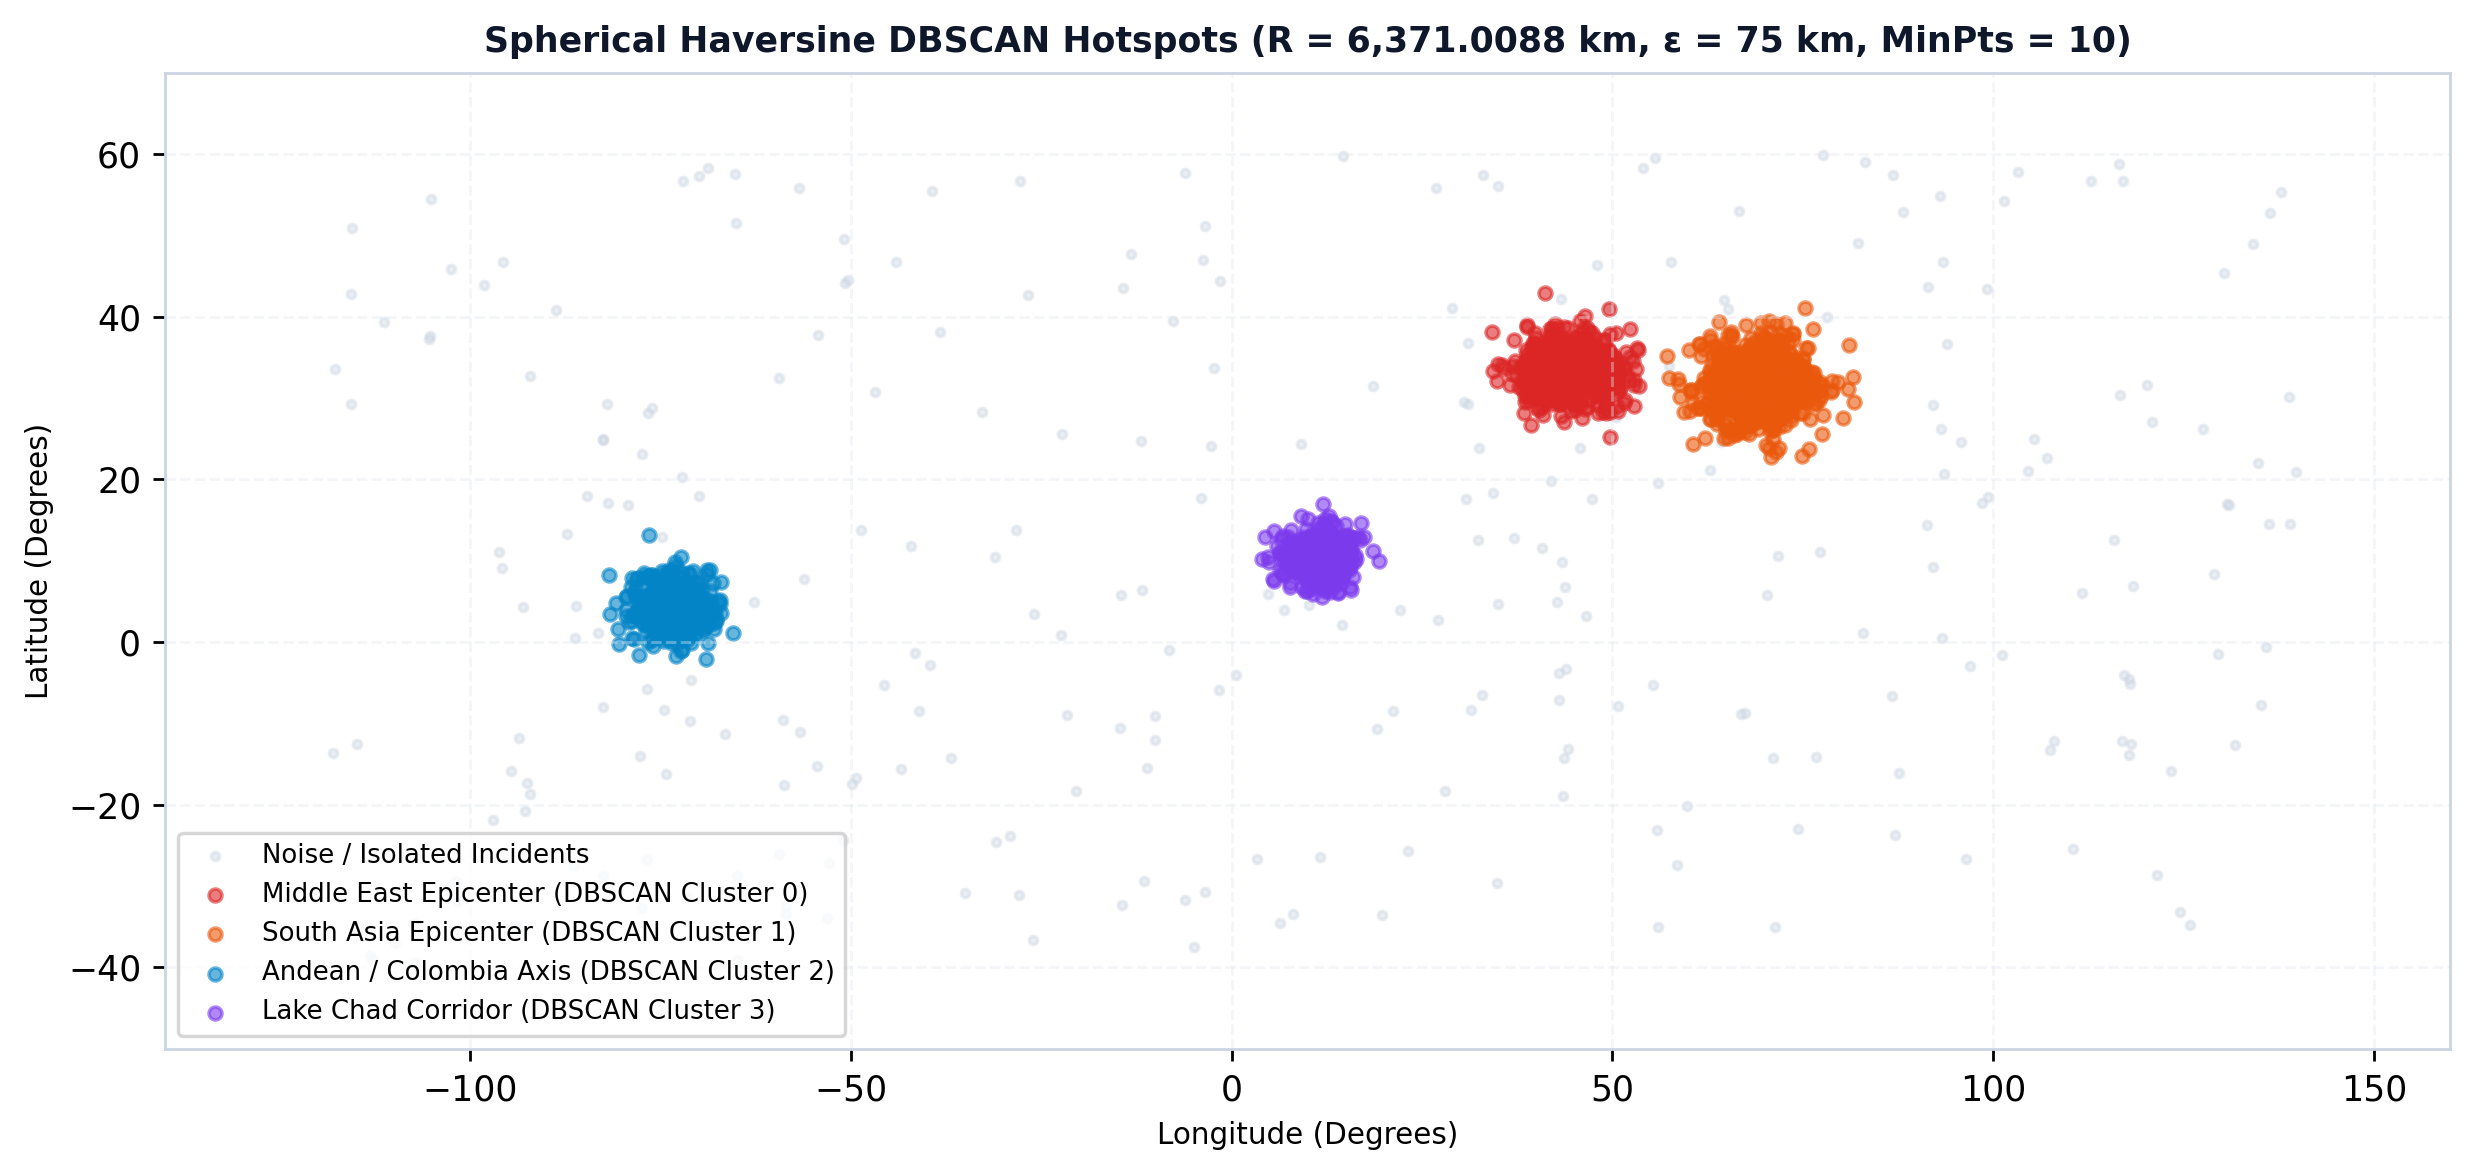 Spherical Haversine DBSCAN Hotspots (R = 6,371.0088 km, ε = 75 km, MinPts = 10)
Latitude (Degrees)
60
40
20
0
−20
−40
Noise / Isolated Incidents
Middle East Epicenter (DBSCAN Cluster 0)
South Asia Epicenter (DBSCAN Cluster 1)
Andean / Colombia Axis (DBSCAN Cluster 2)
Lake Chad Corridor (DBSCAN Cluster 3)
−100
−50
0
50
100
150
Longitude (Degrees)